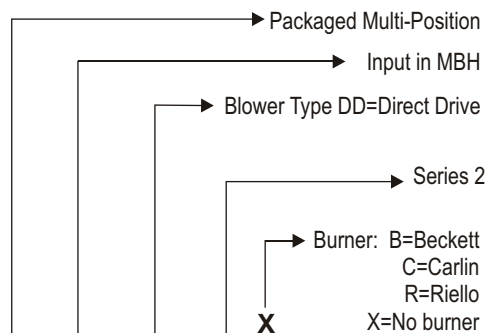 Packaged Multi-Position
Input in MBH
Blower Type DD=Direct Drive
Series 2
Burner: B=Beckett
C=Carlin
R=Riello
X X=No burner